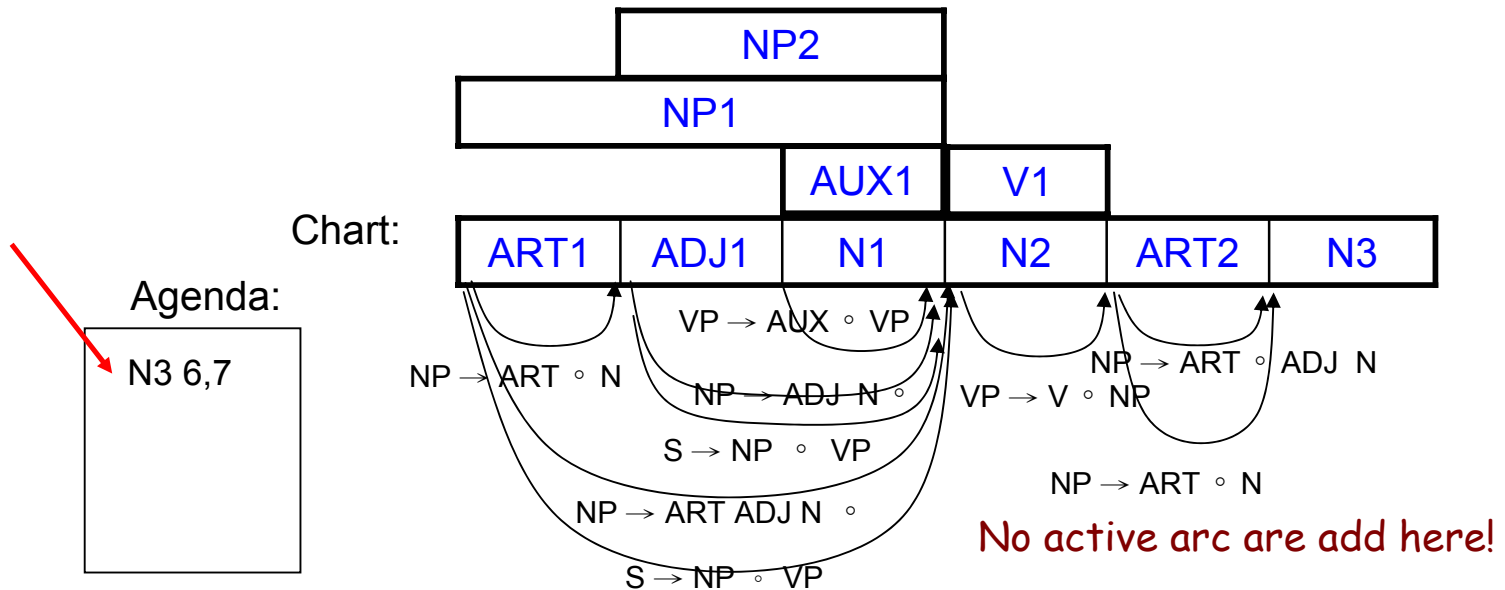 NP2
NP1
AUX1 V1
Chart:
ART1 ADJ1 N1 N2 ART2 N3
Agenda:
N3 6,7
VP → AUX ∘ VP
NP → ART ∘ N
NP → ADJ N ∘
VP → V ∘ NP
NP → ART ∘ ADJ N
S → NP ∘ VP
NP → ART ∘ N
NP → ART ADJ N ∘
No active arc are add here!
S → NP ∘ VP